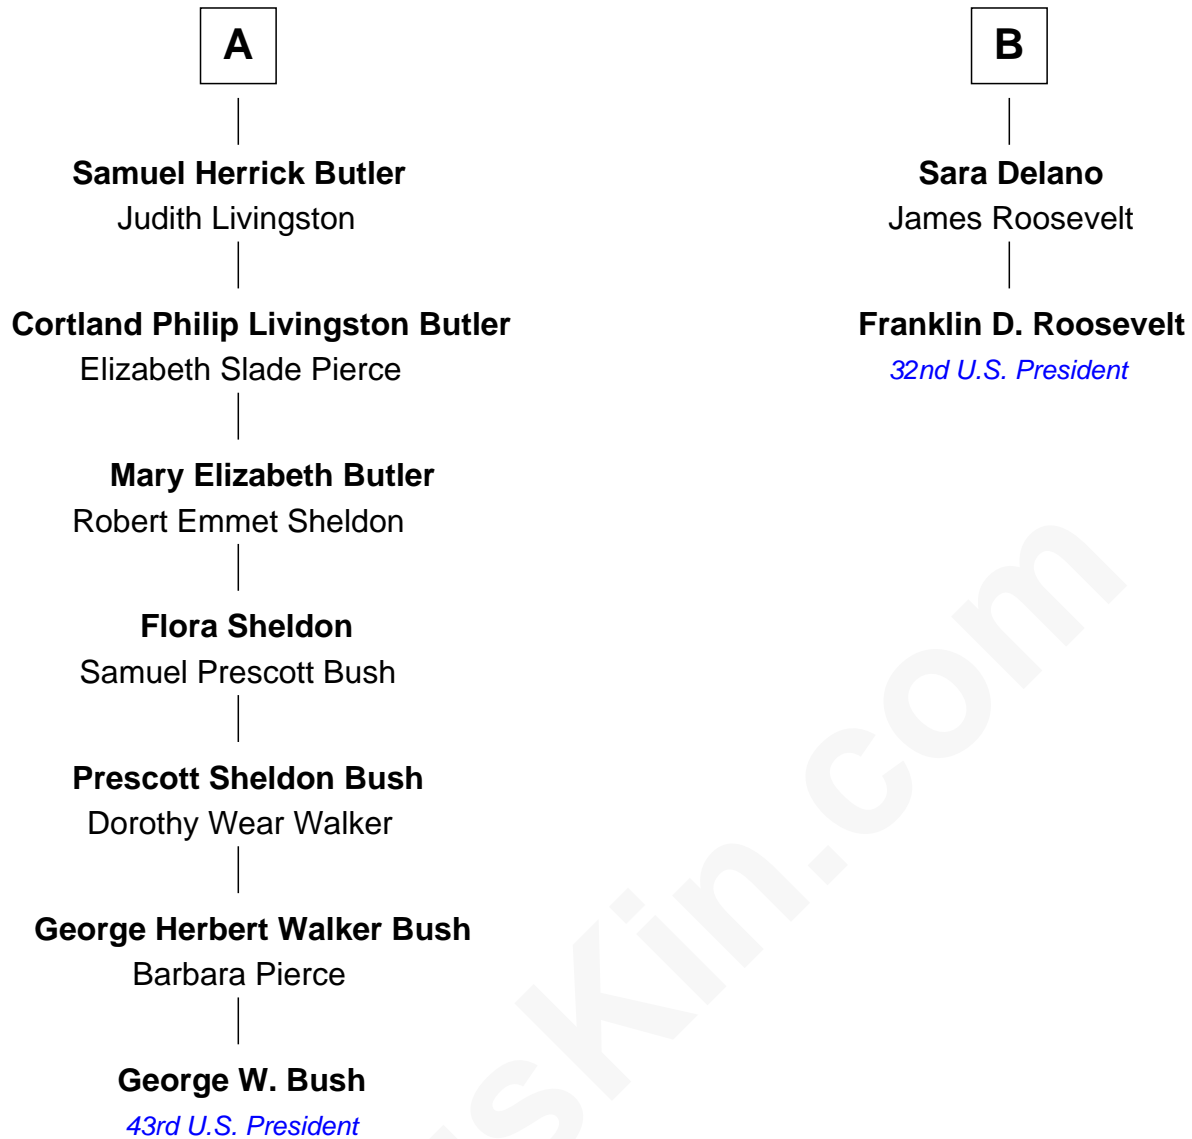 A
Samuel Herrick Butler
Judith Livingston
Cortland Philip Livingston Butler
Elizabeth Slade Pierce
Mary Elizabeth Butler
Robert Emmet Sheldon
Flora Sheldon
Samuel Prescott Bush
Prescott Sheldon Bush
Dorothy Wear Walker
George Herbert Walker Bush
Barbara Pierce
George W. Bush
43rd U.S. President
B
Sara Delano
James Roosevelt
Franklin D. Roosevelt
32nd U.S. President
sKin.com